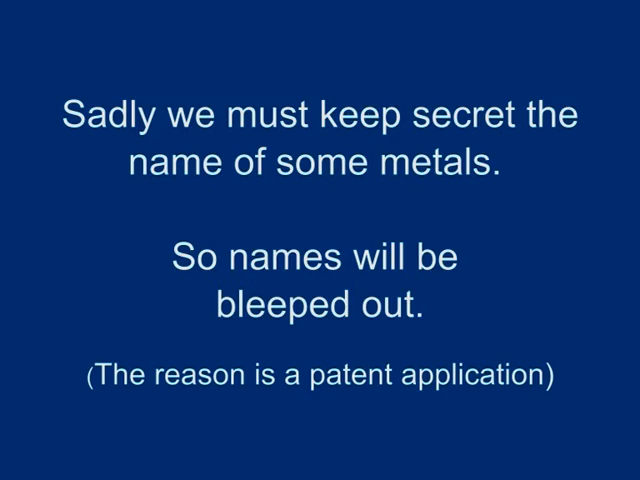 Sadly we must keep secret the
name of some metals.
So names will be
bleeped out.
(The reason is a patent application)